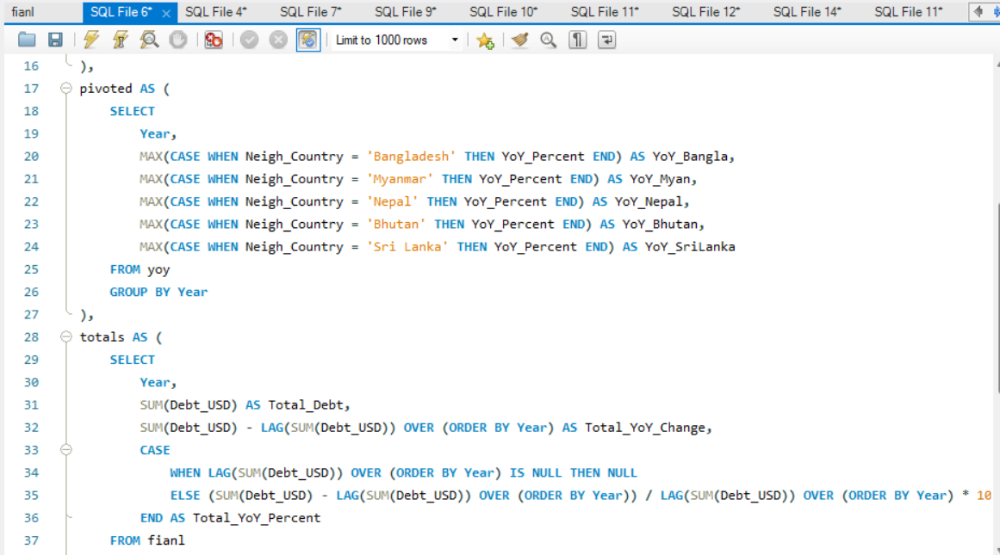 fianl SQL File 6* × SQL File 4* SQL File 7* SQL File 9* SQL File 10* SQL File 11* SQL File 12* SQL File 14* SQL File 11*
Limit to 1000 rows
16 ),
17 pivoted AS (
18 SELECT
19 Year,
20 MAX(CASE WHEN Neigh_Country = 'Bangladesh' THEN YoY_Percent END) AS YoY_Bangla,
21 MAX(CASE WHEN Neigh_Country = 'Myanmar' THEN YoY_Percent END) AS YoY_Myan,
22 MAX(CASE WHEN Neigh_Country = 'Nepal' THEN YoY_Percent END) AS YoY_Nepal,
23 MAX(CASE WHEN Neigh_Country = 'Bhutan' THEN YoY_Percent END) AS YoY_Bhutan,
24 MAX(CASE WHEN Neigh_Country = 'Sri Lanka' THEN YoY_Percent END) AS YoY_SriLanka
25 FROM yoy
26 GROUP BY Year
27 ),
28 totals AS (
29 SELECT
30 Year,
31 SUM(Debt_USD) AS Total_Debt,
32 SUM(Debt_USD) - LAG(SUM(Debt_USD)) OVER (ORDER BY Year) AS Total_YoY_Change,
33 CASE
34 WHEN LAG(SUM(Debt_USD)) OVER (ORDER BY Year) IS NULL THEN NULL
35 ELSE (SUM(Debt_USD) - LAG(SUM(Debt_USD)) OVER (ORDER BY Year)) / LAG(SUM(Debt_USD)) OVER (ORDER BY Year) * 10
36 END AS Total_YoY_Percent
37 FROM fianl